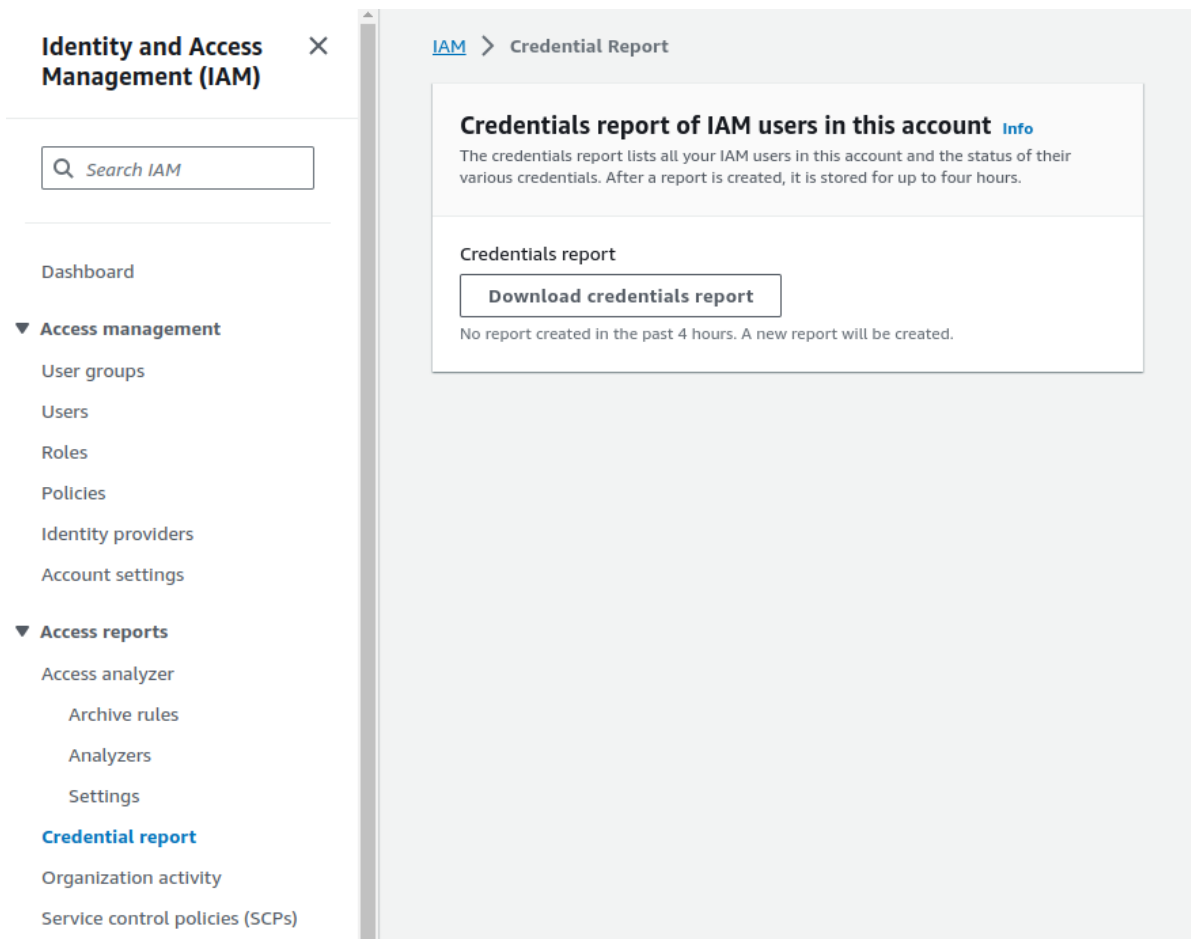 Identity and Access
Management (IAM)
Search IAM
Dashboard
Access management
User groups
Users
Roles
Policies
Identity providers
Account settings
Access reports
Access analyzer
Archive rules
Analyzers
Settings
Credential report
Organization activity
Service control policies (SCPs)
IAM > Credential Report
Credentials report of IAM users in this account Info
The credentials report lists all your IAM users in this account and the status of their
various credentials. After a report is created, it is stored for up to four hours.
Credentials report
Download credentials report
No report created in the past 4 hours. A new report will be created.